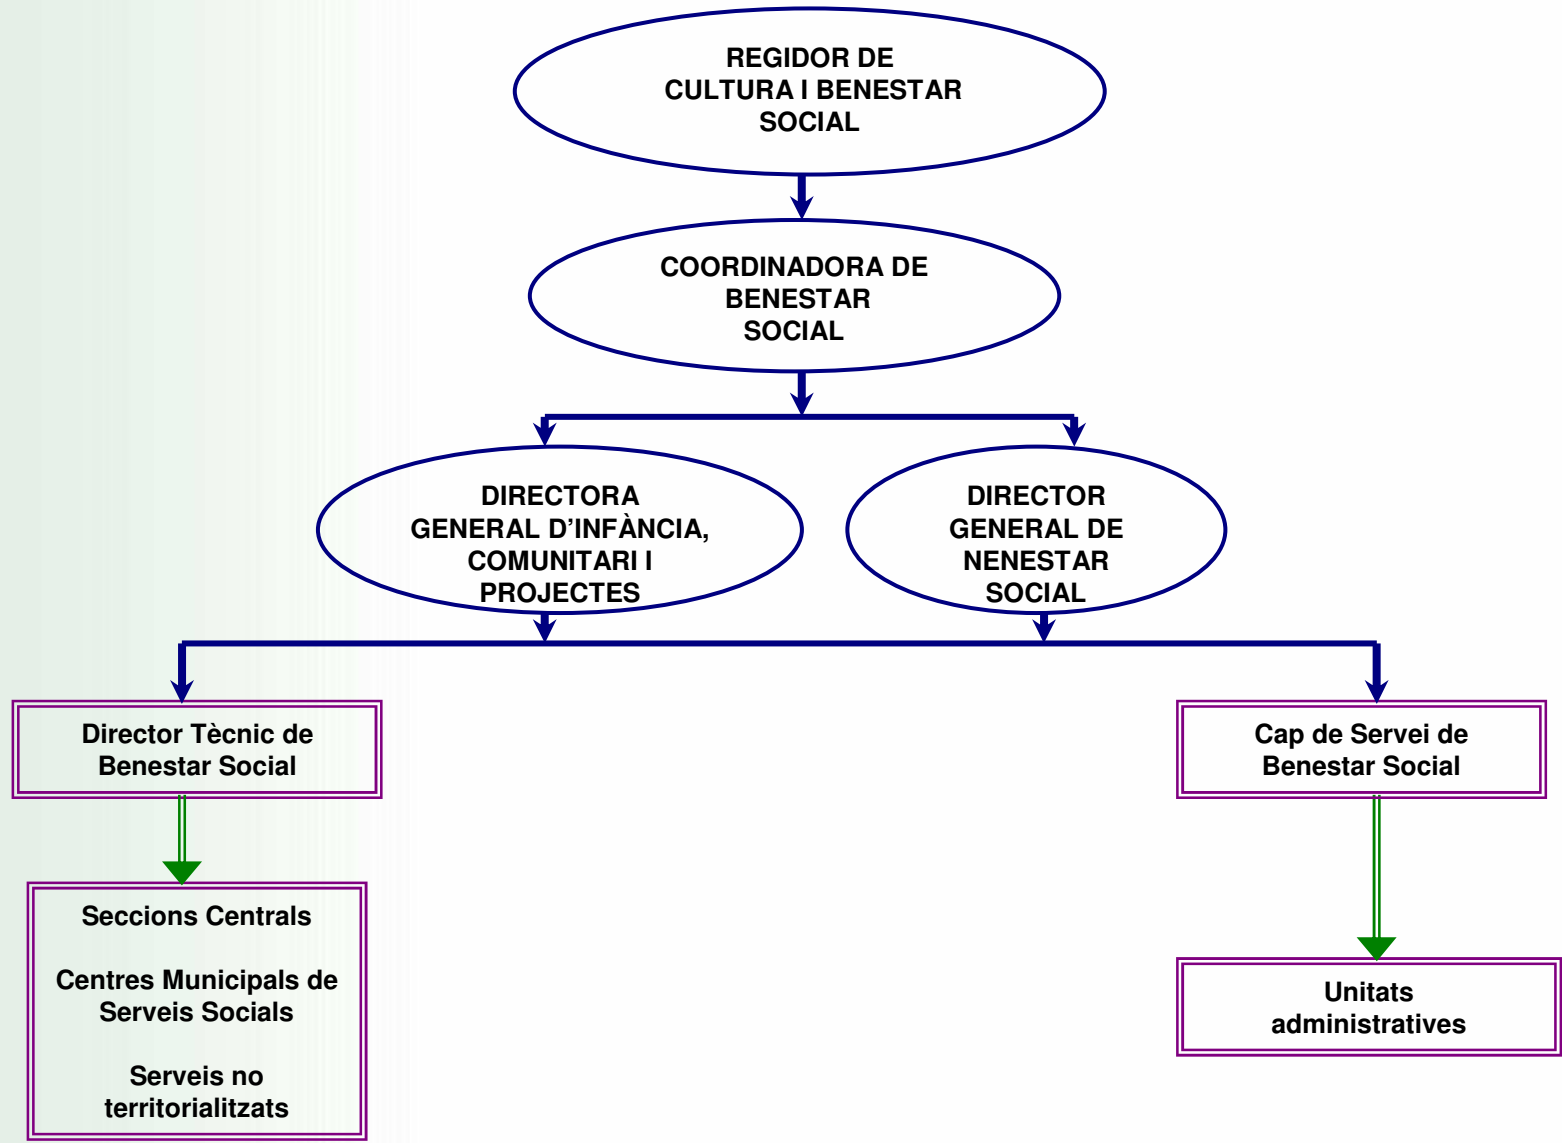 REGIDOR DE
CULTURA I BENESTAR
SOCIAL
COORDINADORA DE
BENESTAR
SOCIAL
DIRECTORA
GENERAL D’INFÀNCIA,
COMUNITARI I
PROJECTES
DIRECTOR
GENERAL DE
NENESTAR
SOCIAL
Director Tècnic de
Benestar Social
Cap de Servei de
Benestar Social
Seccions Centrals
Centres Municipals de
Serveis Socials
Serveis no
territorialitzats
Unitats
administratives